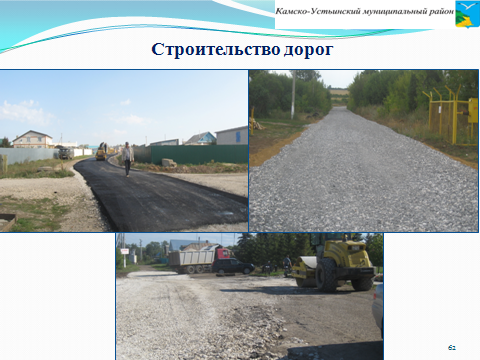 Камско-Устьинский муниципальный район
Строительство дорог
62